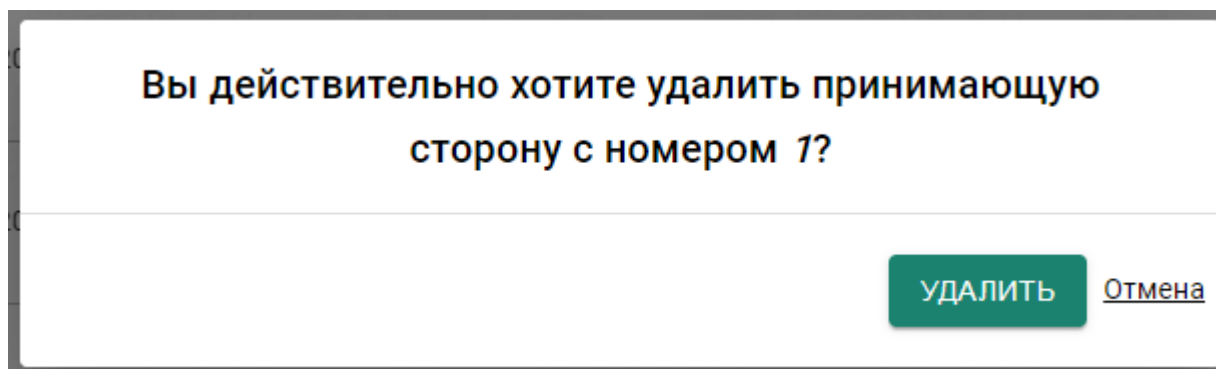 Вы действительно хотите удалить принимающую
сторону с номером 1?
УДАЛИТЬ Отмена